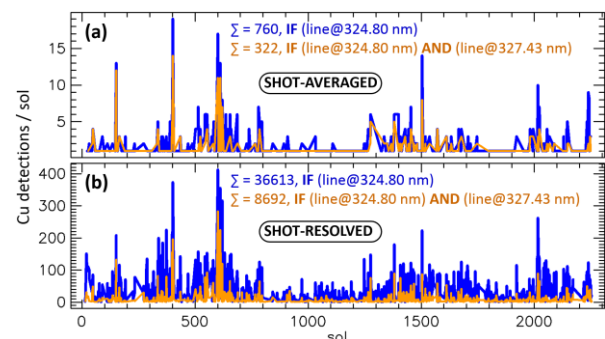 (a)
Σ = 760, IF (line@324.80 nm)
Σ = 322, IF (line@324.80 nm) AND (line@327.43 nm)
SHOT-AVERAGED
15
10
5
Cu detections / sol
(b)
Σ = 36613, IF (line@324.80 nm)
Σ = 8692, IF (line@324.80 nm) AND (line@327.43 nm)
SHOT-RESOLVED
400
300
200
100
0
0 500 1000 1500 2000
sol